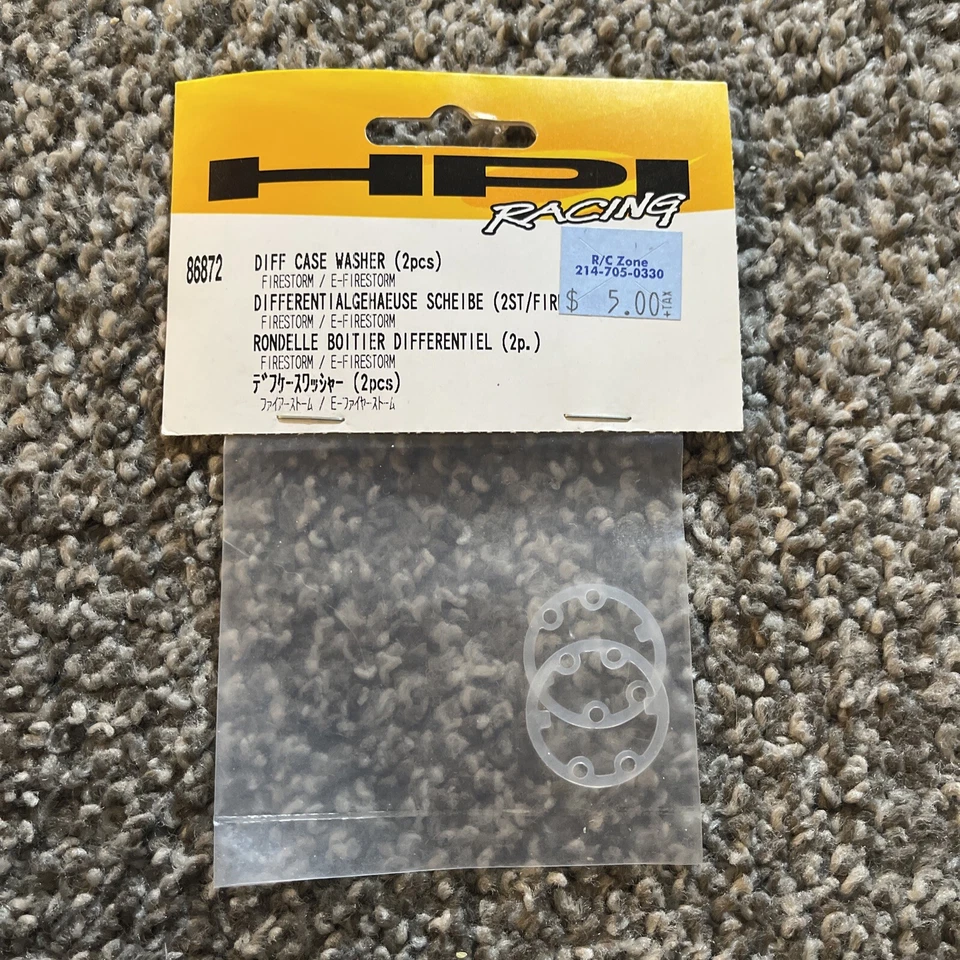 HPI
RACING
R/C Zone
214-705-0330
$ 5.00 +TAX
86872 DIFF CASE WASHER (2pcs)
FIRESTORM / E-FIRESTORM
DIFFERENTIALGEHAEUSE SCHEIBE (2ST/FIR
FIRESTORM / E-FIRESTORM
RONDELLE BOITIER DIFFERENTIEL (2p.)
FIRESTORM / E-FIRESTORM
デフケースワッシャー (2pcs)
ファイアーストーム / E-ファイヤーストーム